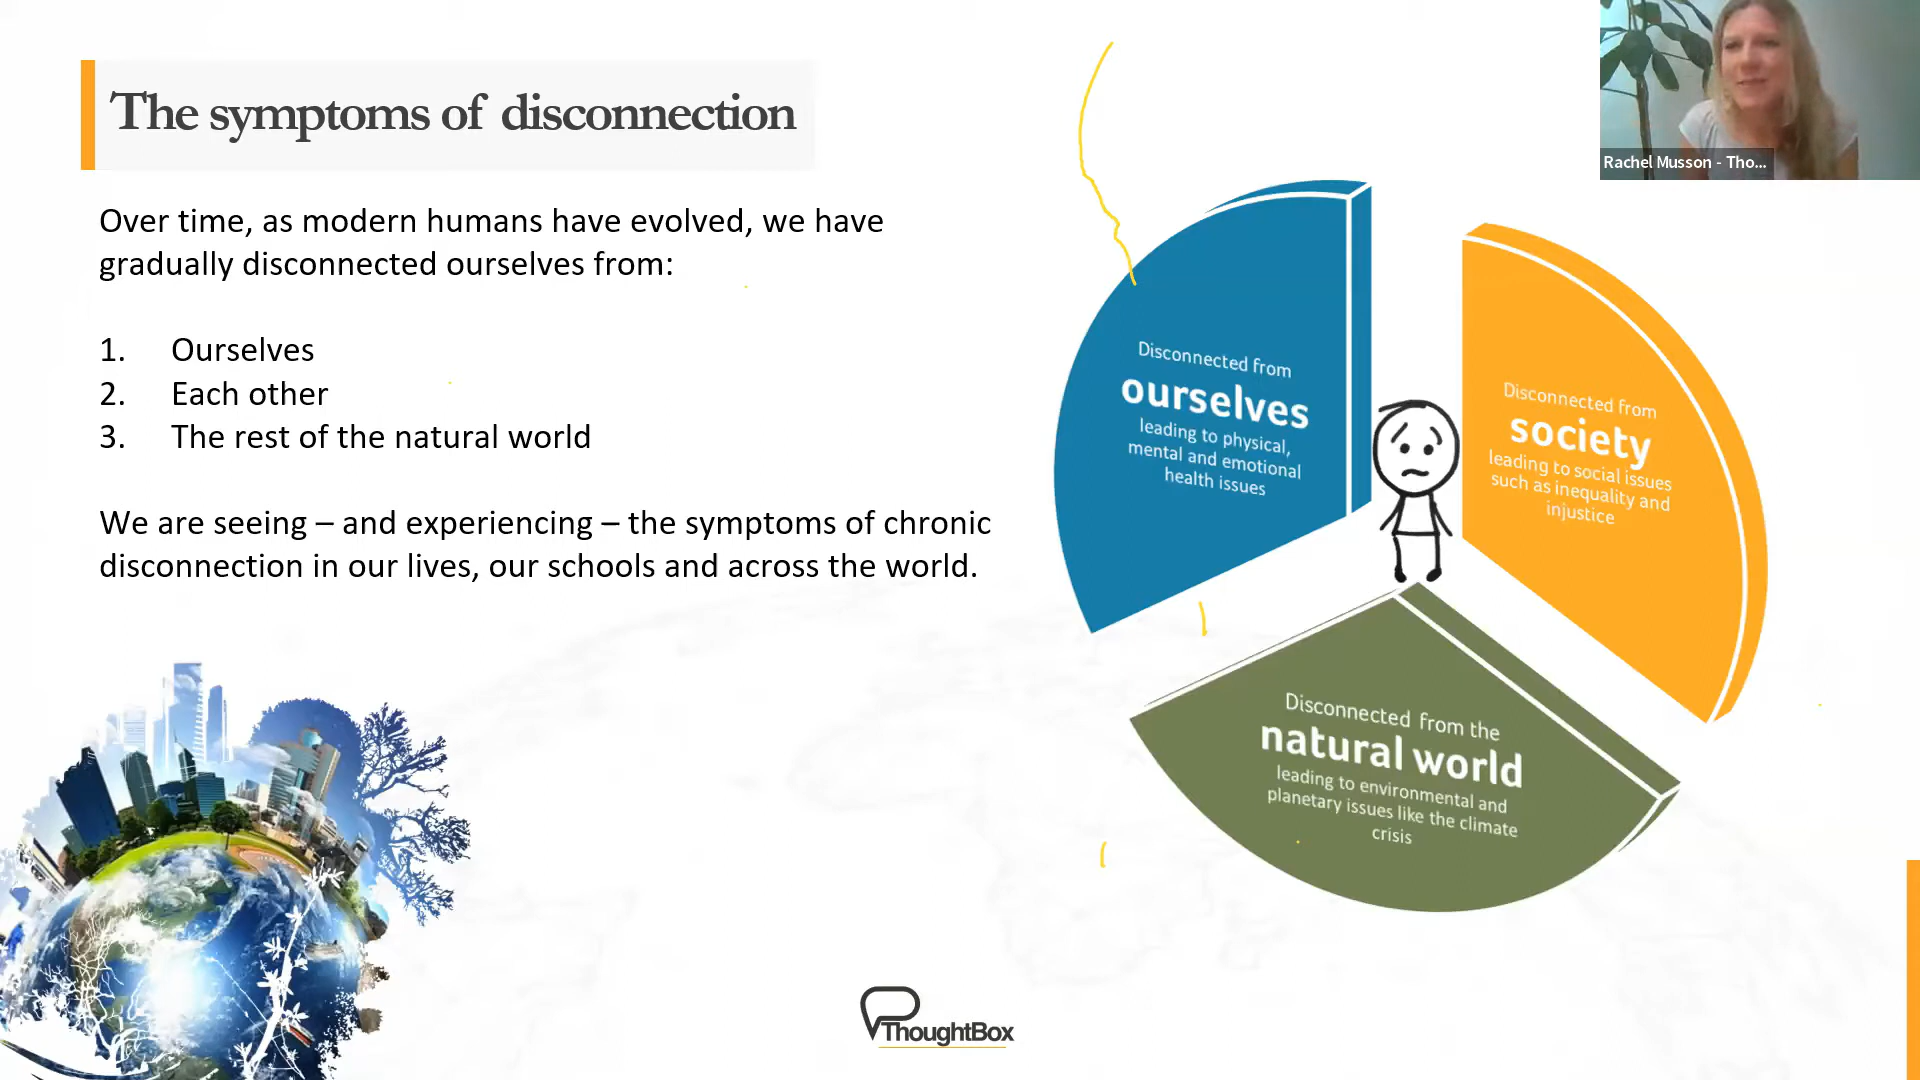 The symptoms of disconnection
Rachel Musson - Tho...
Over time, as modern humans have evolved, we have
gradually disconnected ourselves from:
1. Ourselves
2. Each other
3. The rest of the natural world
We are seeing – and experiencing – the symptoms of chronic
disconnection in our lives, our schools and across the world.
Disconnected from
ourselves
leading to physical,
mental and emotional
health issues
Disconnected from
society
leading to social issues
such as inequality and
injustice
Disconnected from the
natural world
leading to environmental and
planetary issues like the climate
crisis
ThoughtBox